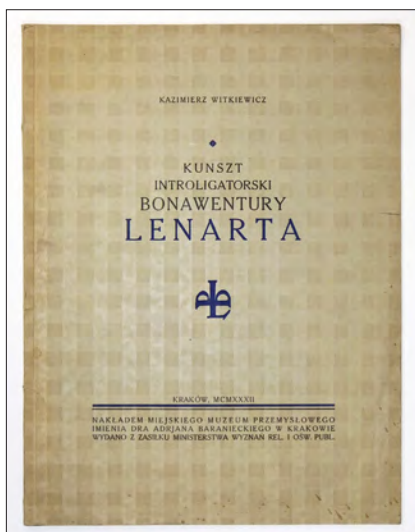 KAZIMIERZ WITKIEWICZ
KUNSZT
INTROLIGATORSKI
BONAWENTURY
LENARTA
KRAKÓW, MCMXXXII
NAKŁADEM MIEJSKIEGO MUZEUM PRZEMYSŁOWEGO
IMIENIA DRA ADRJANA BARANIECKIEGO W KRAKOWIE
WYDANO Z ZASIŁKU MINISTERSTWA WYZNAŃ REL. I OŚW. PUBL.